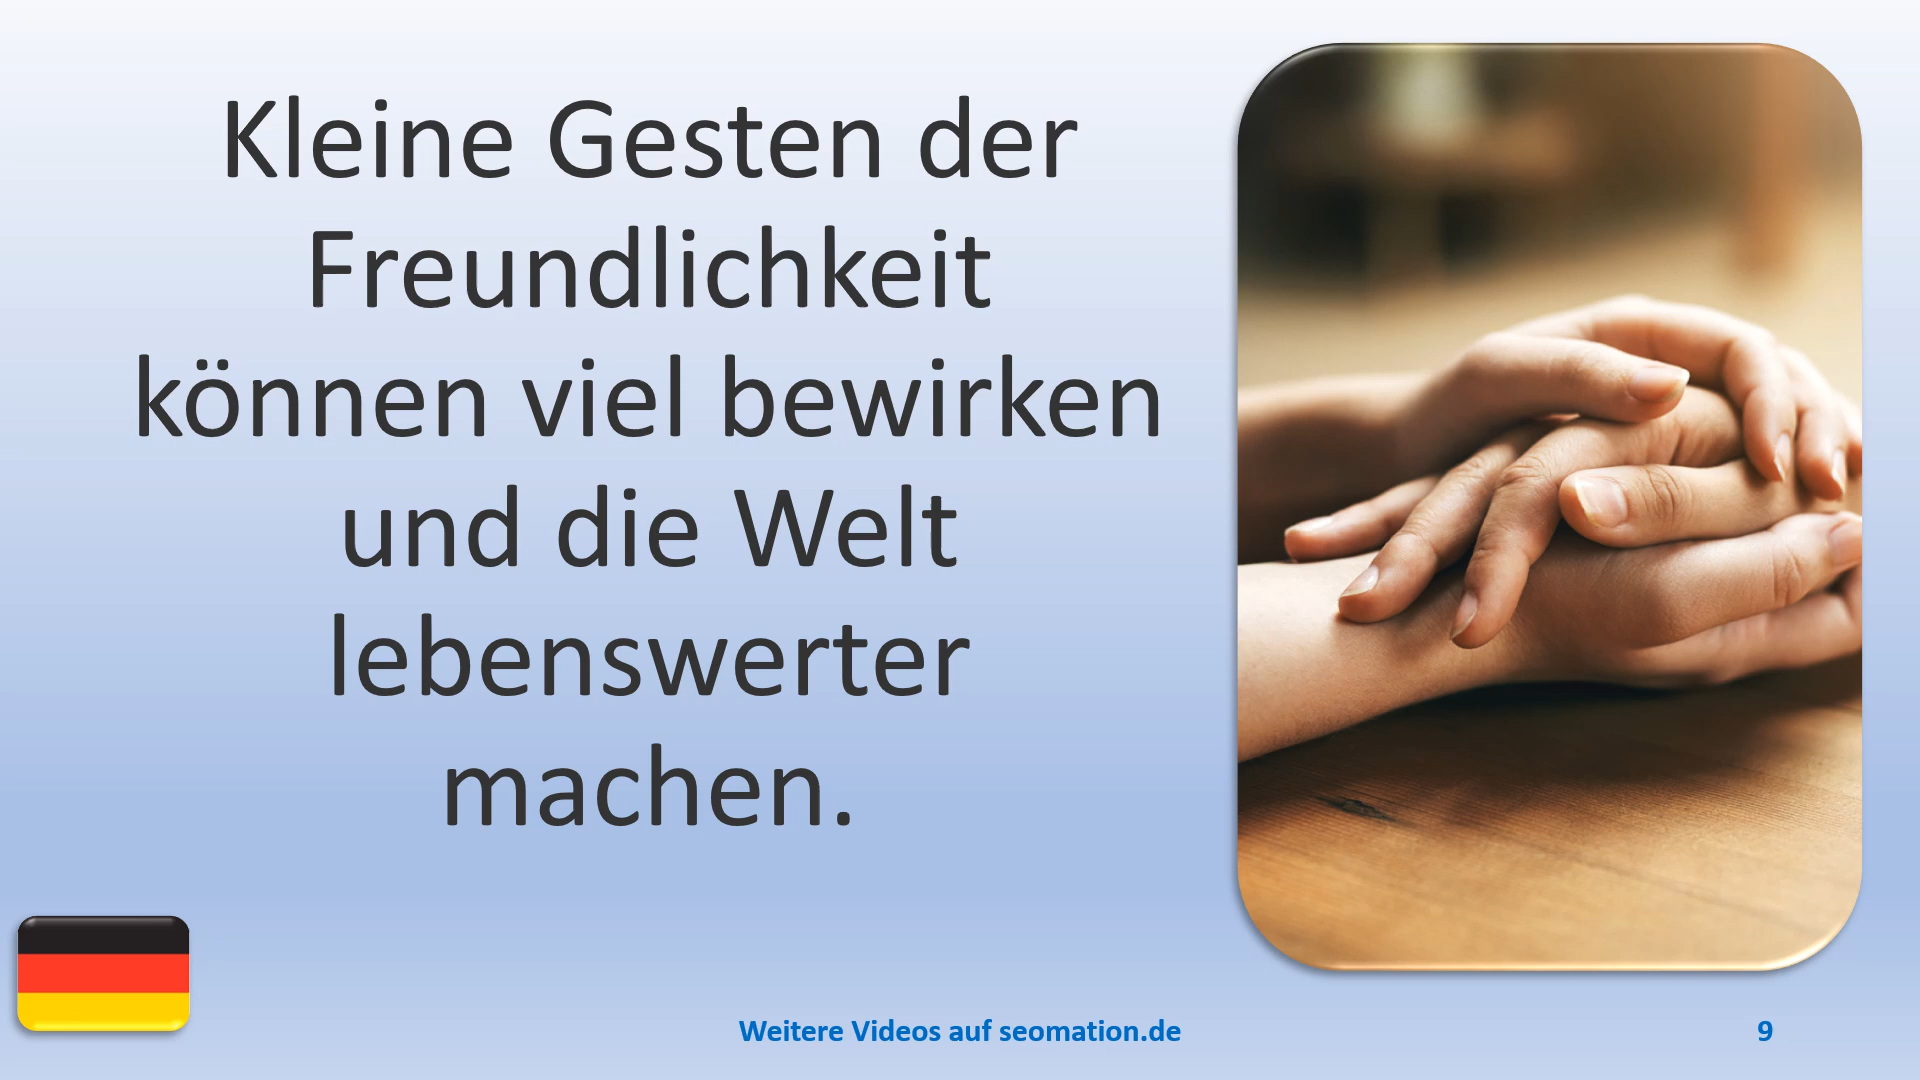 Kleine Gesten der
Freundlichkeit
können viel bewirken
und die Welt
lebenswerter
machen.
Weitere Videos auf seomation.de
9